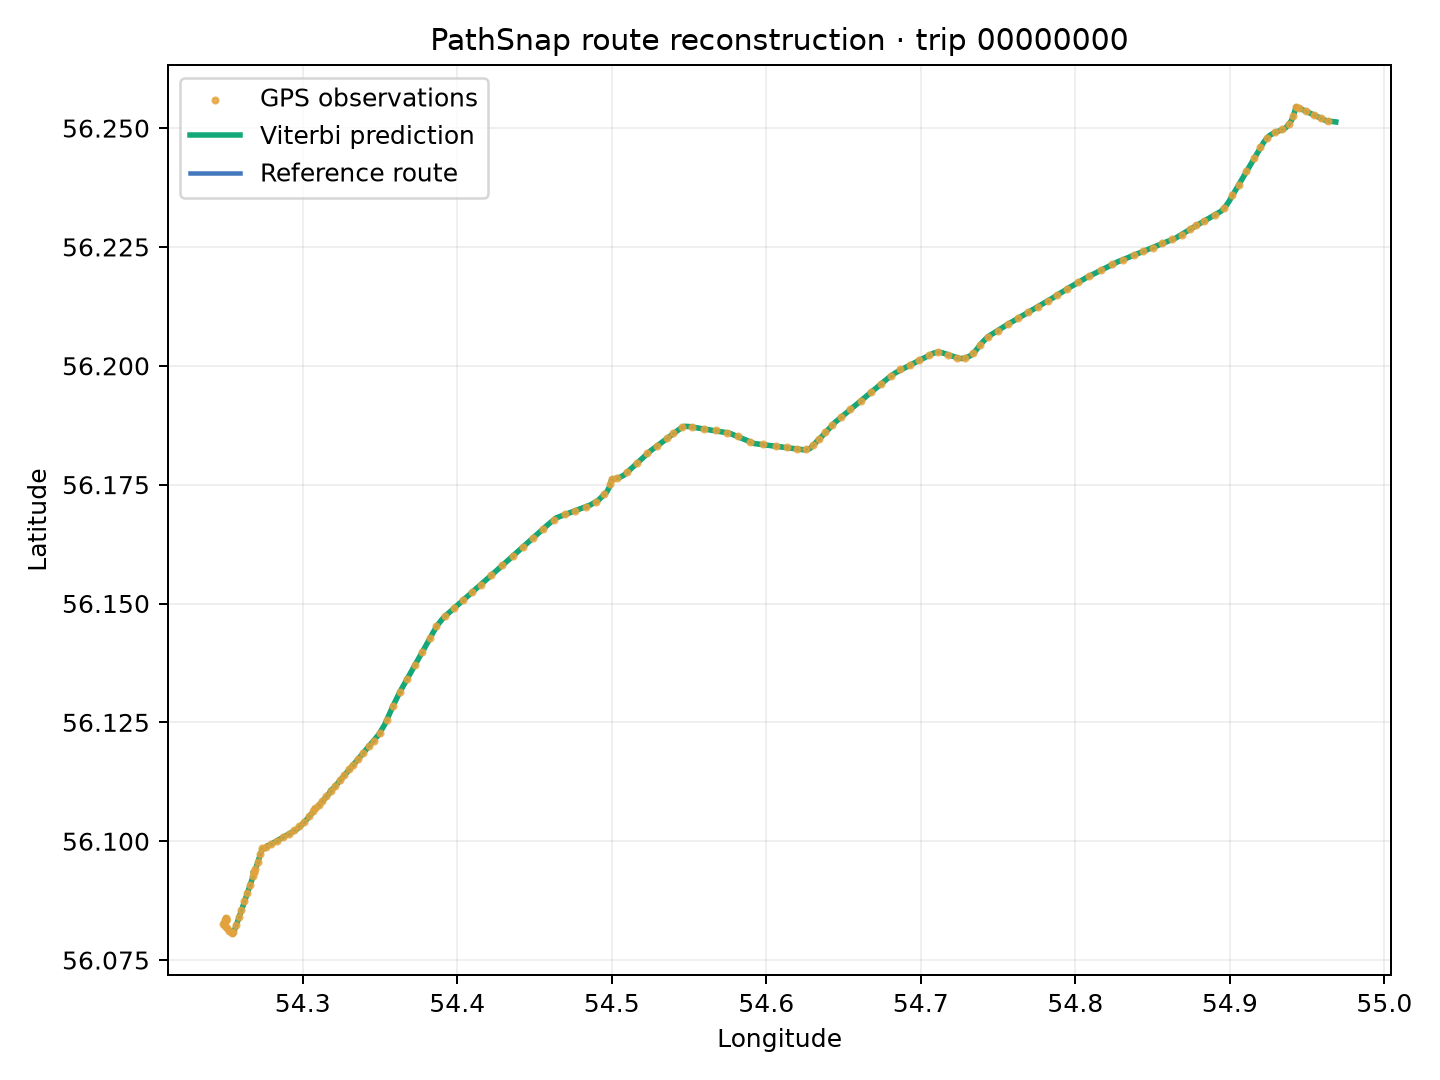 PathSnap route reconstruction · trip 00000000
GPS observations
Viterbi prediction
Reference route
56.250
56.225
56.200
56.175
56.150
56.125
56.100
56.075
Latitude
54.3 54.4 54.5 54.6 54.7 54.8 54.9 55.0
Longitude